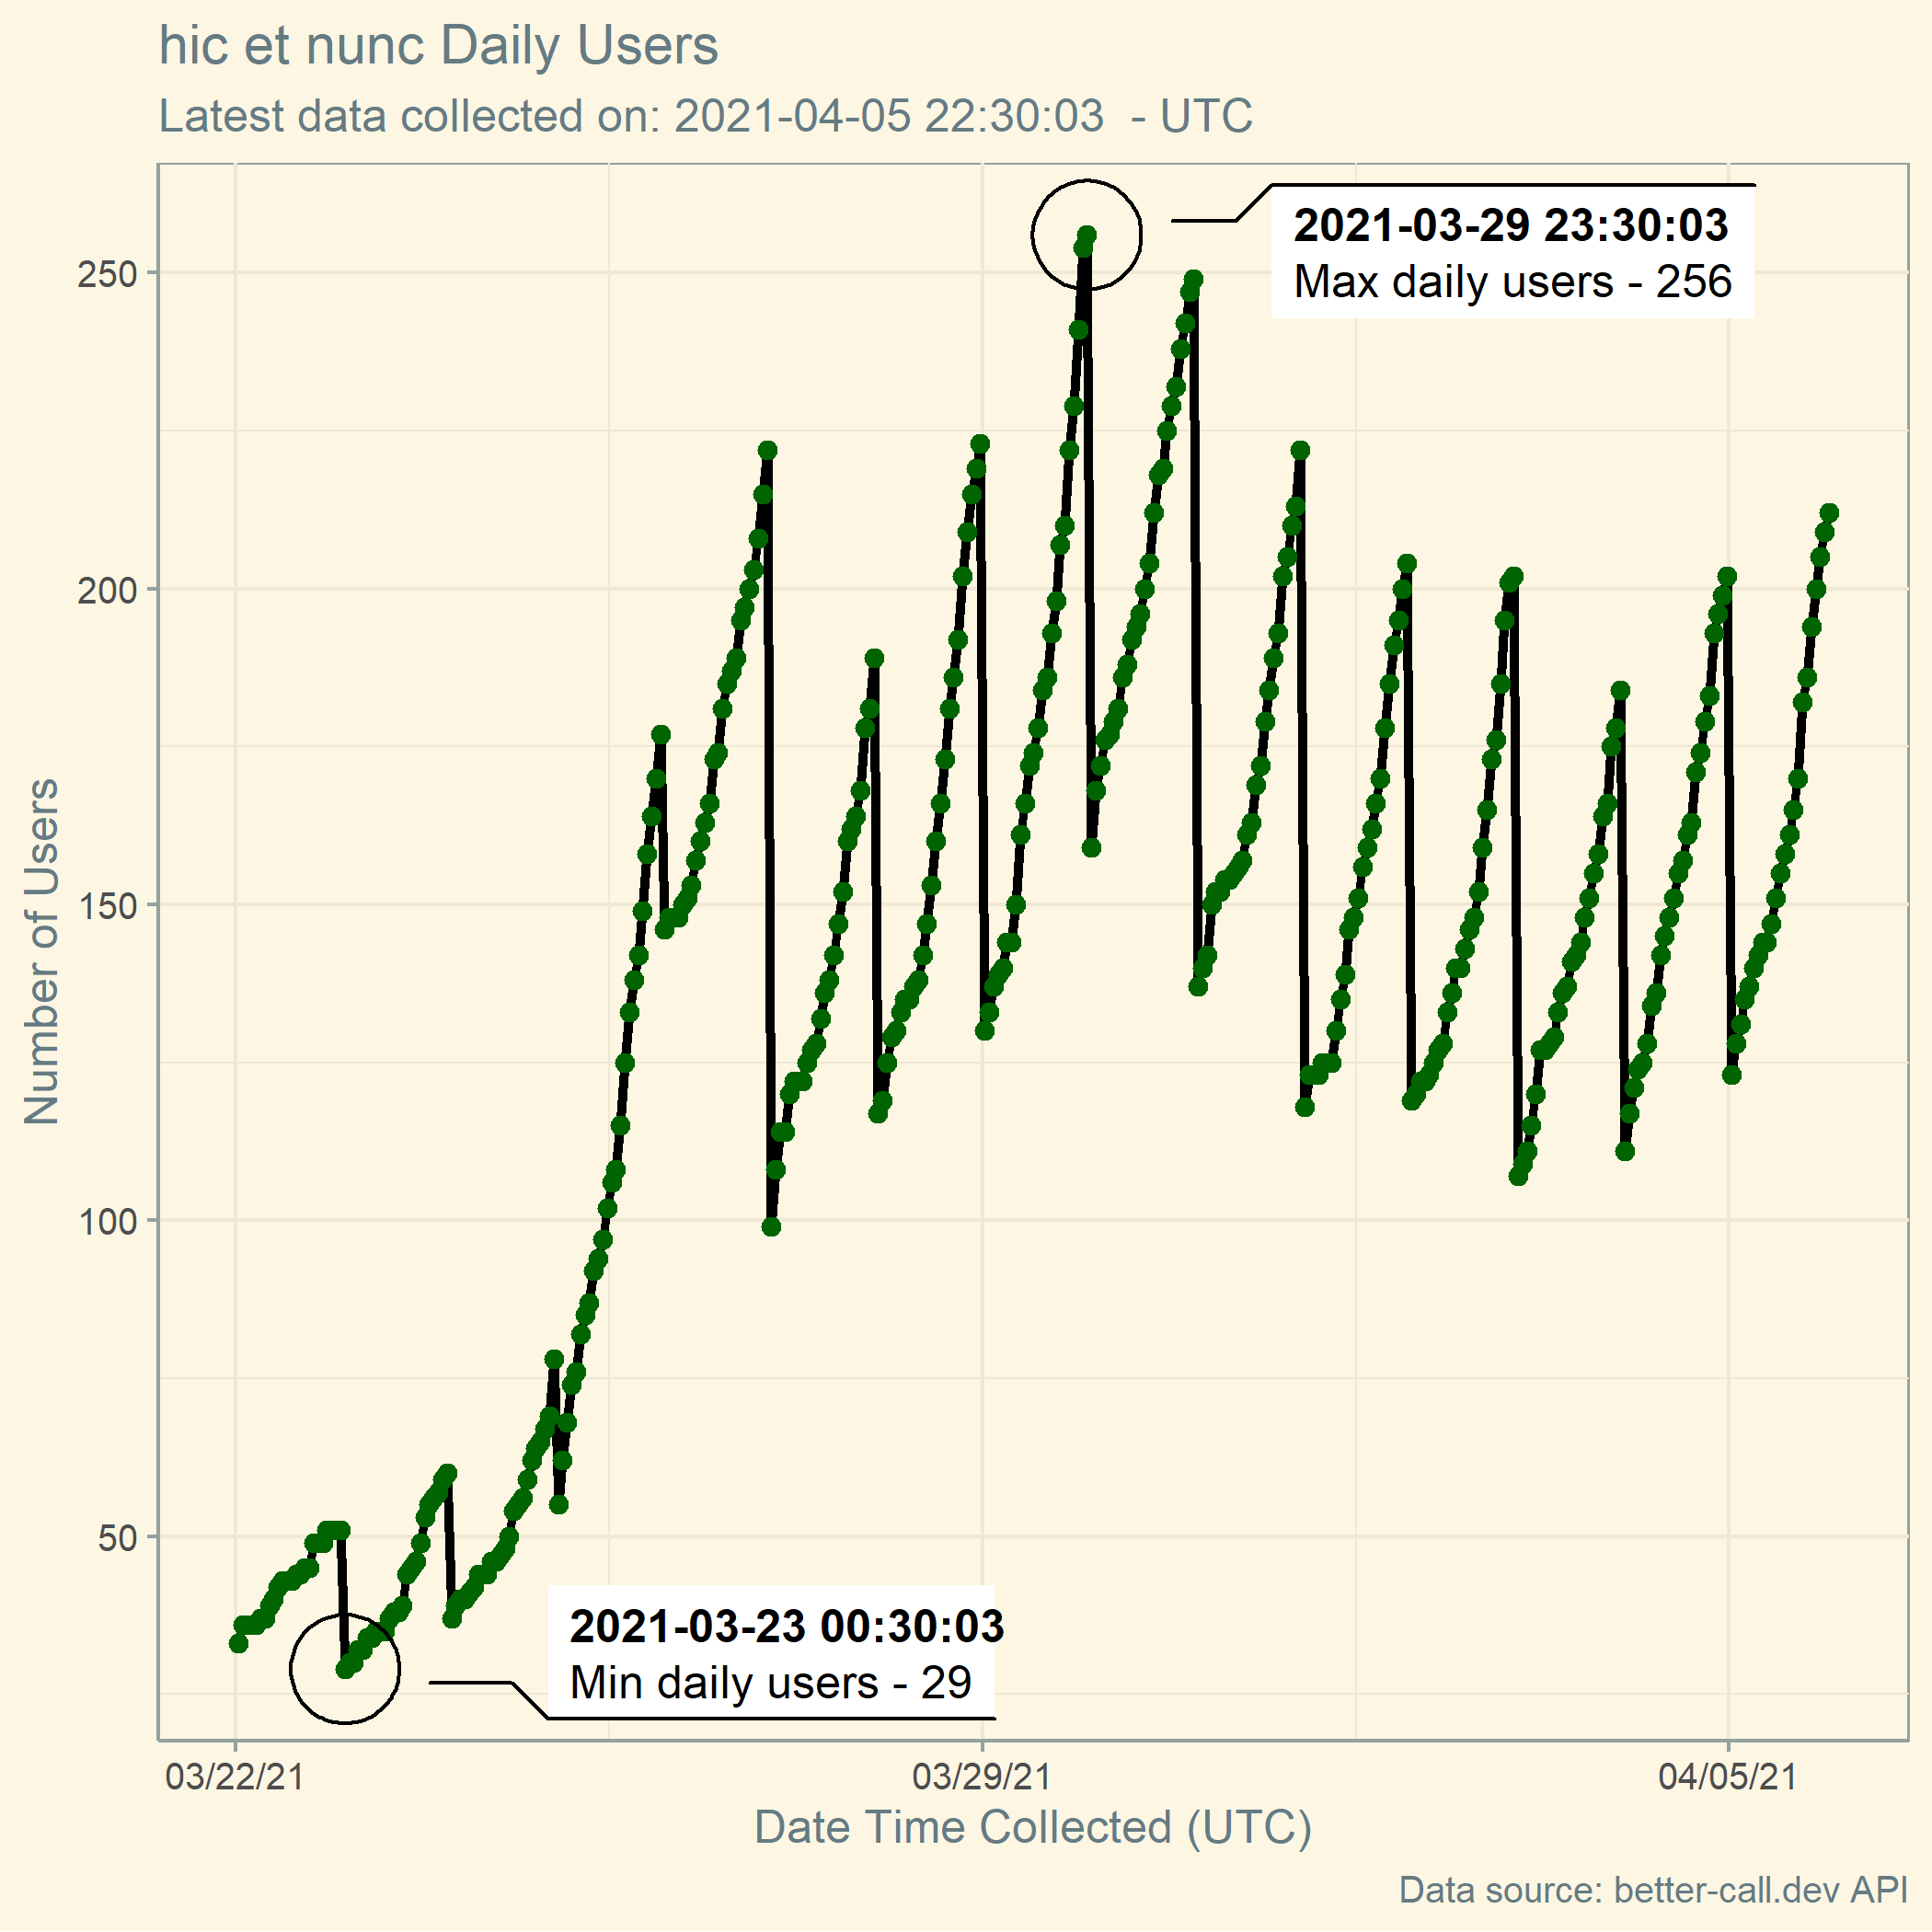 hic et nunc Daily Users
Latest data collected on: 2021-04-05 22:30:03  - UTC
2021-03-29 23:30:03
Max daily users - 256
250
200
150
100
50
Number of Users
2021-03-23 00:30:03
Min daily users - 29
03/22/21 03/29/21 04/05/21
Date Time Collected (UTC)
Data source: better-call.dev API